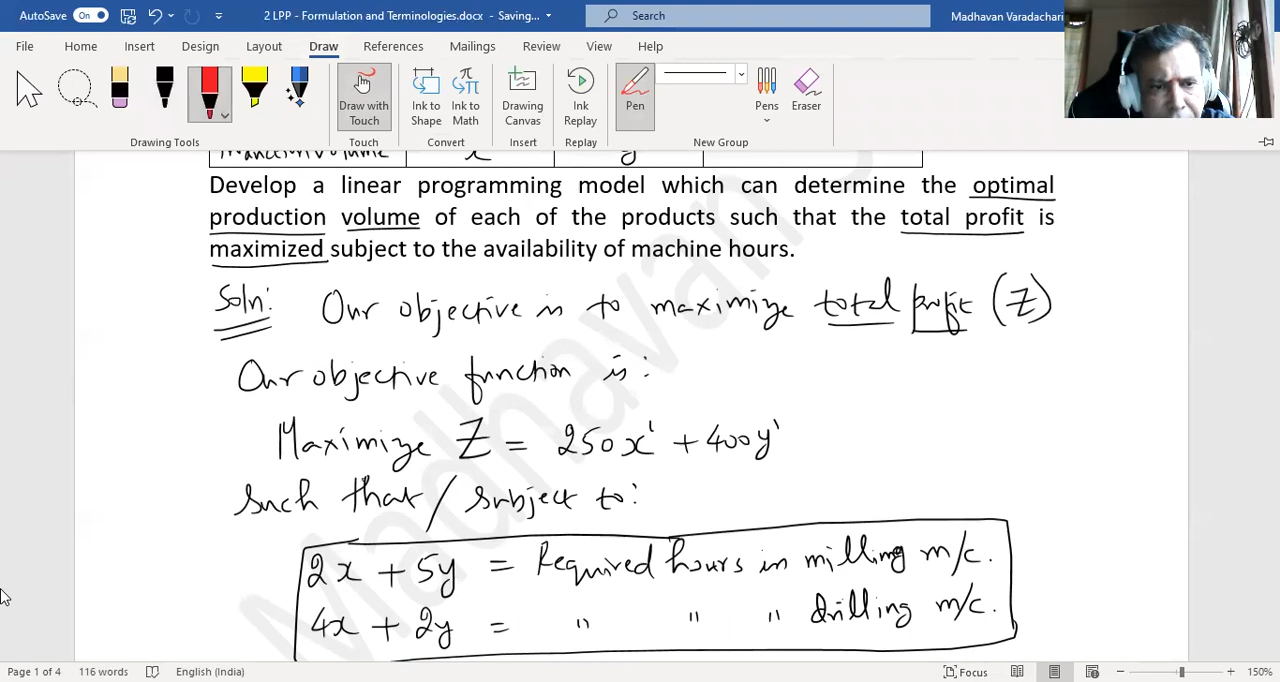 AutoSave On 2 LPP - Formulation and Terminologies.docx - Saving... Search Madhavan Varadachari
File Home Insert Design Layout Draw References Mailings Review View Help
Draw with Touch Ink to Shape Ink to Math Drawing Canvas Ink Replay Pen Pens Eraser
Drawing Tools Touch Convert Insert Replay New Group
x y
Develop a linear programming model which can determine the optimal
production volume of each of the products such that the total profit is
maximized subject to the availability of machine hours.
Soln: Our objective is to maximize total profit (Z)
Our objective function is:
Maximize Z = 250x' + 400y'
such that / subject to:
2x + 5y = Required hours in milling m/c.
4x + 2y = " " " drilling m/c.
Madhavan
Page 1 of 4 116 words English (India) Focus 150%